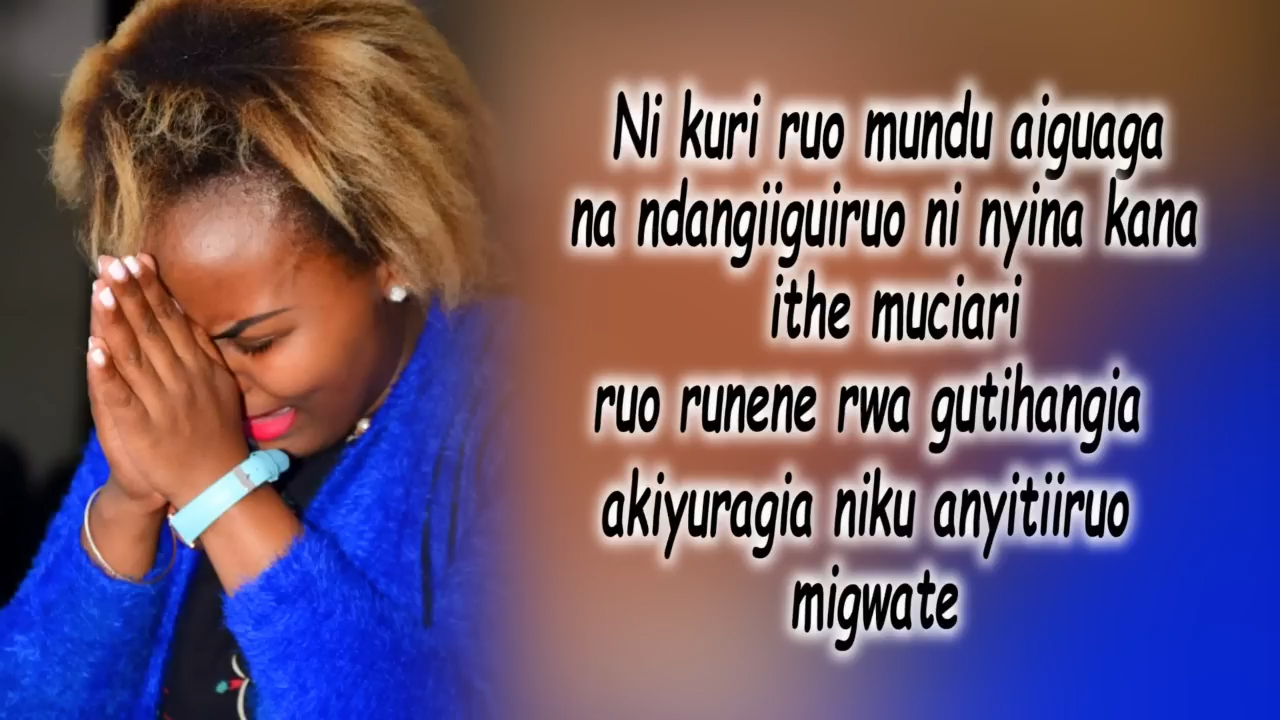 Ni kuri ruo mundu aiguaga
na ndangiiguiruo ni nyina kana
ithe muciari
ruo runene rwa gutihangia
akiyuragia niku anyitiiruo
migwate